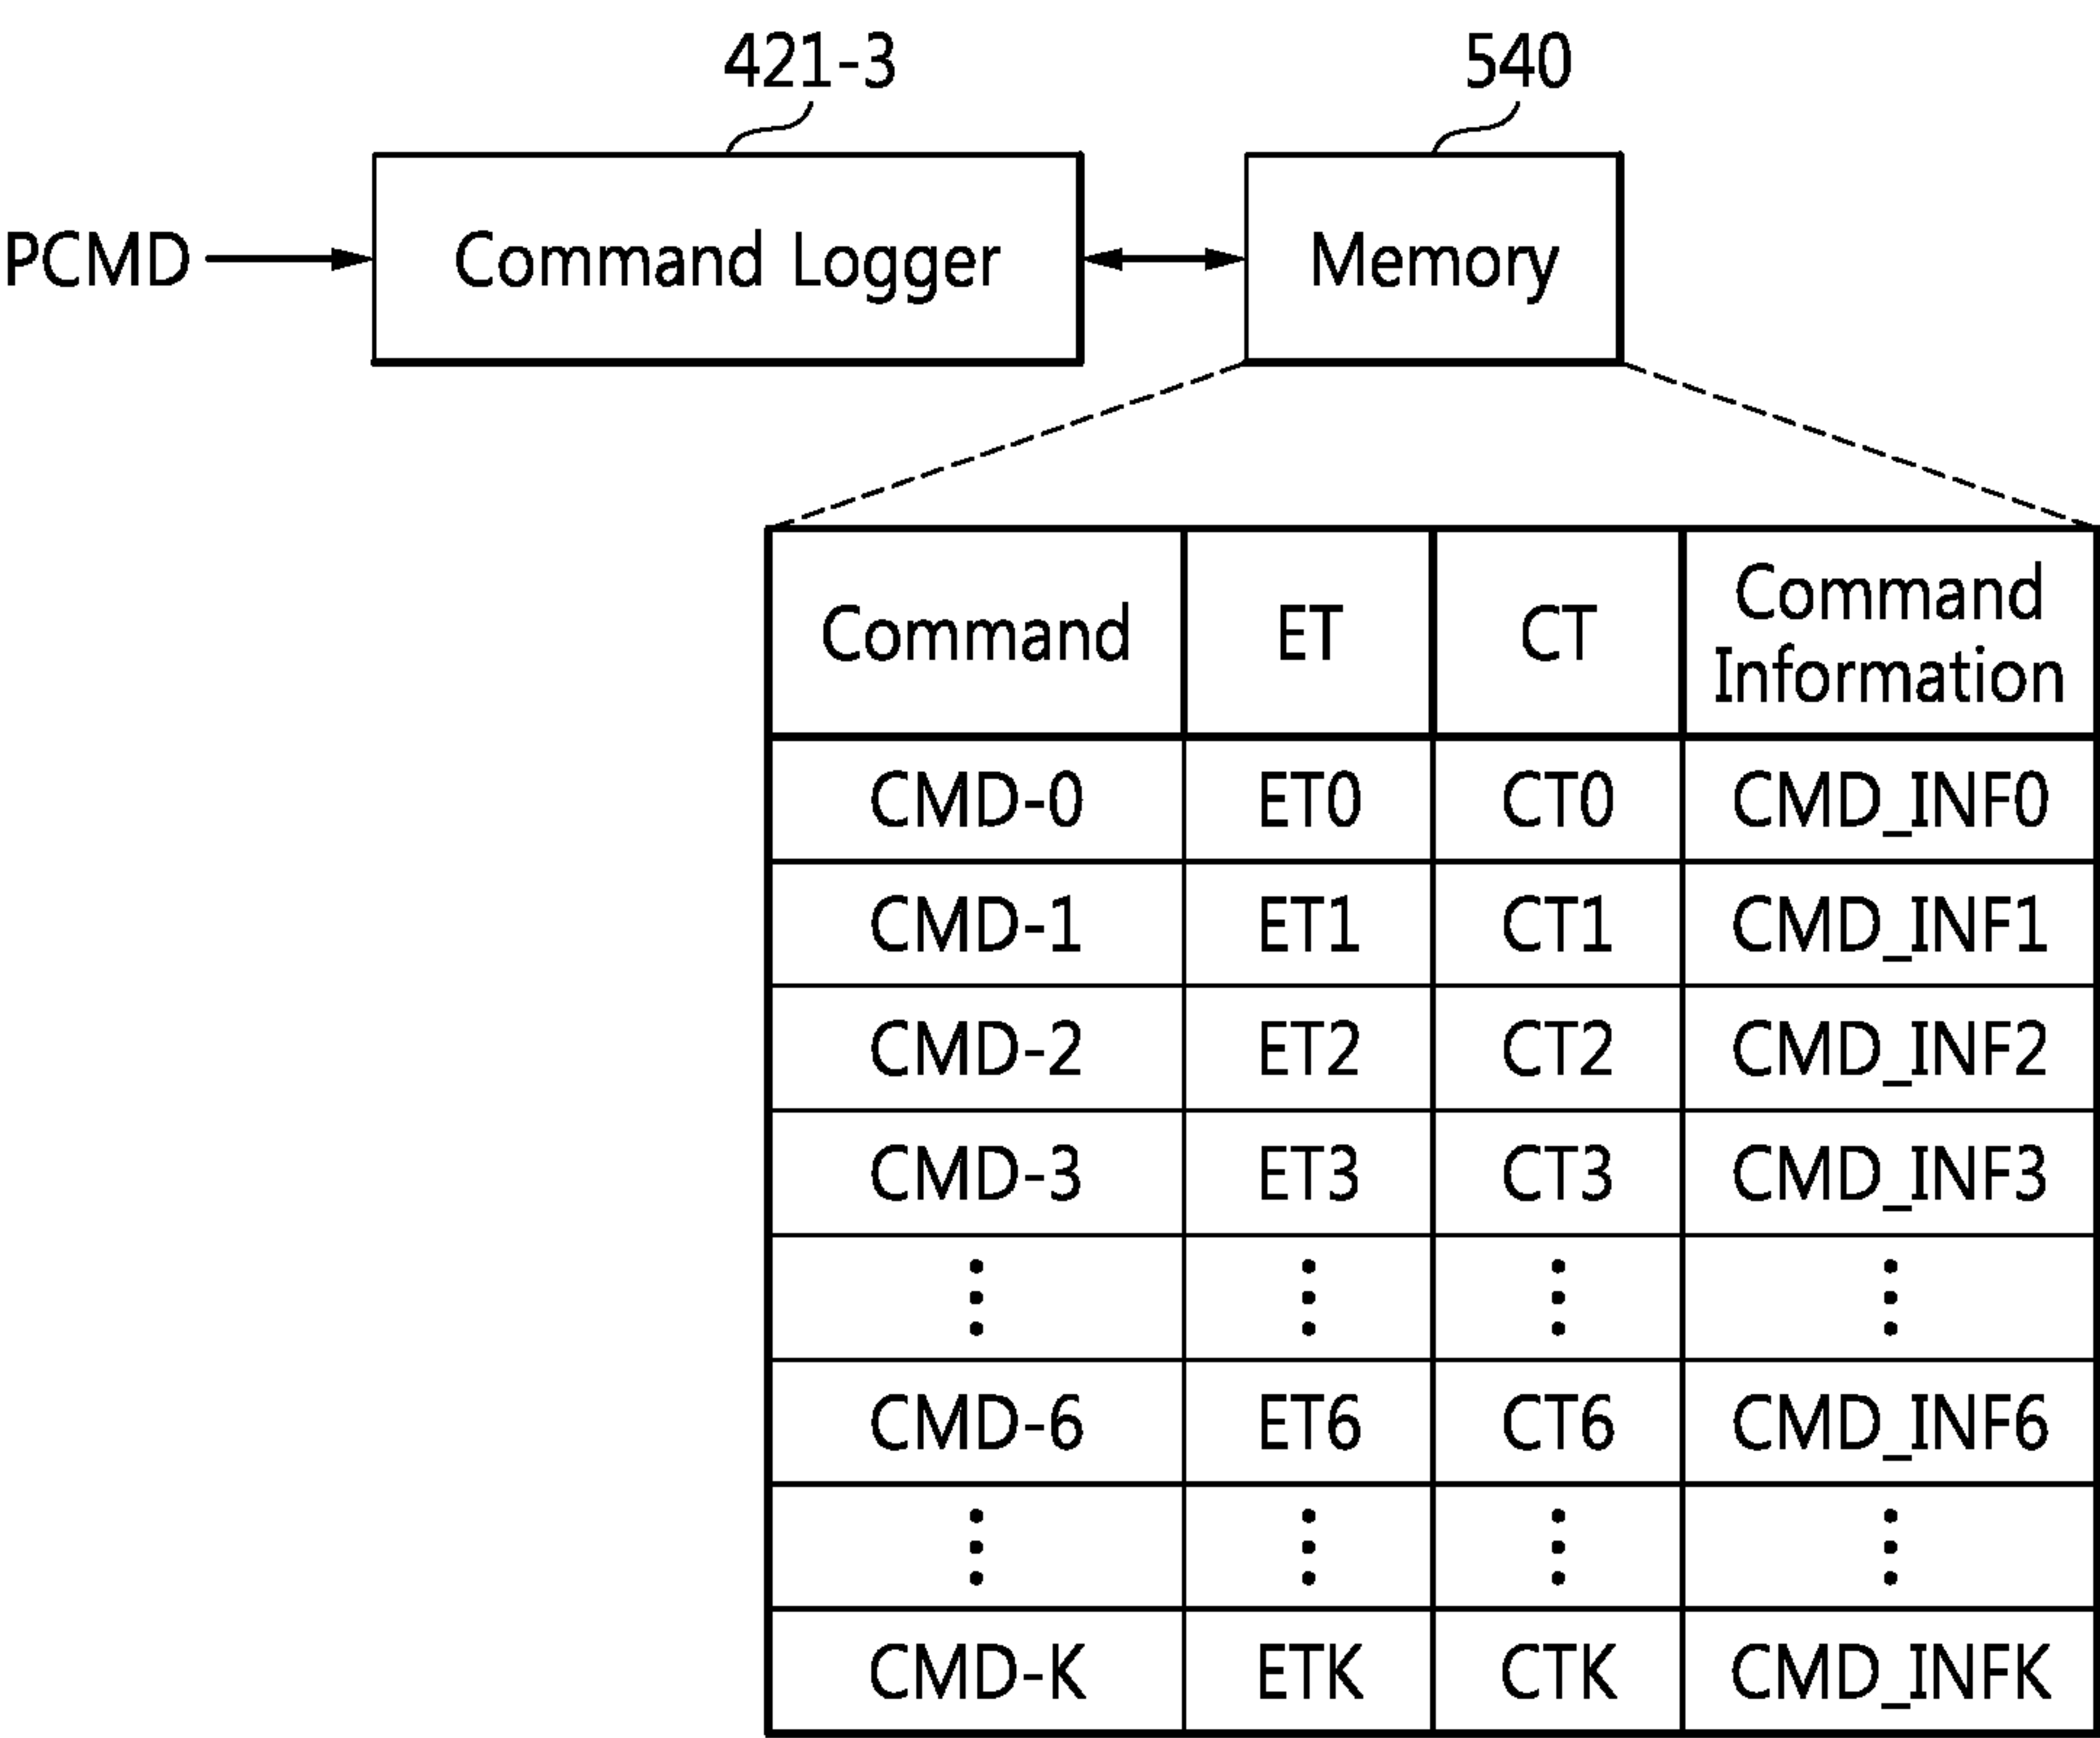 421-3 540
PCMD Command Logger Memory
Command ET CT Command Information
CMD-0 ET0 CT0 CMD_INF0
CMD-1 ET1 CT1 CMD_INF1
CMD-2 ET2 CT2 CMD_INF2
CMD-3 ET3 CT3 CMD_INF3
CMD-6 ET6 CT6 CMD_INF6
CMD-K ETK CTK CMD_INFK